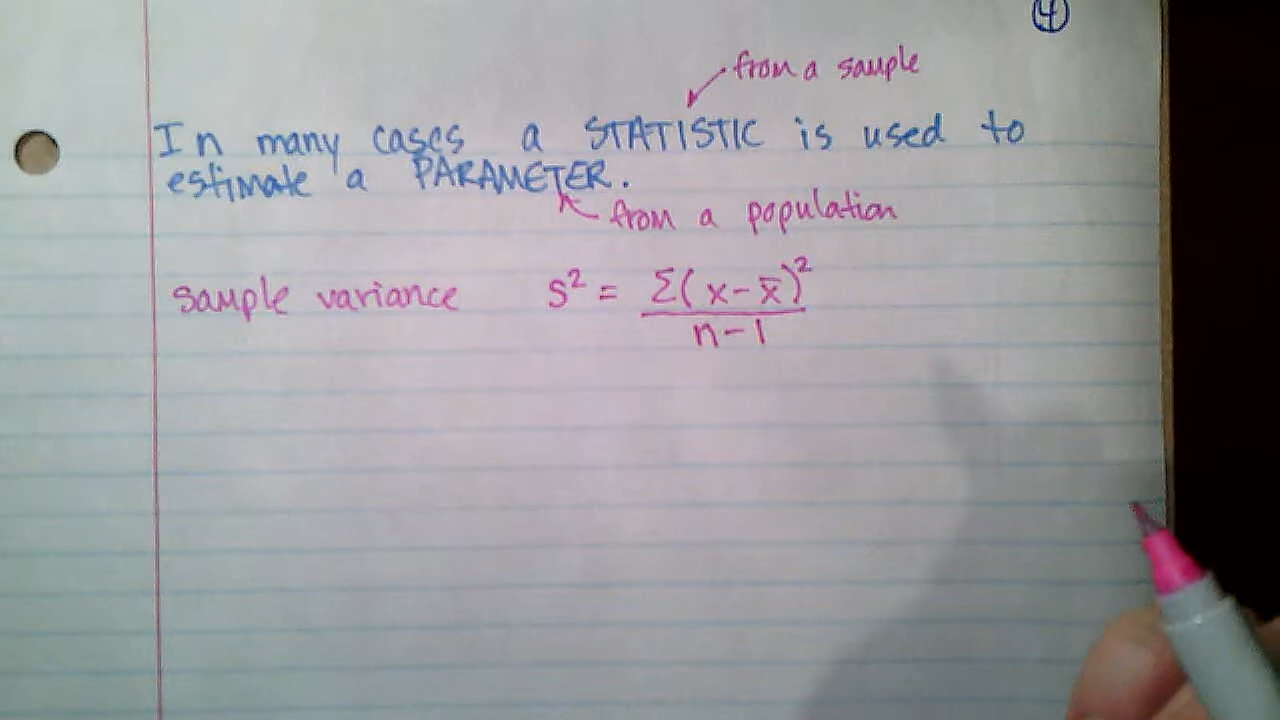 ④
from a sample
In many cases a STATISTIC is used to
estimate a PARAMETER.
from a population
sample variance s² = Σ(x-x̄)² / n-1